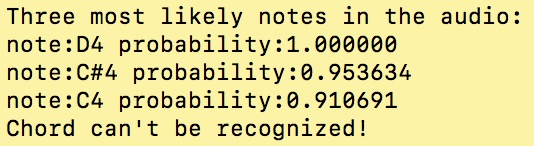 Three most likely notes in the audio:
note:D4 probability:1.000000
note:C#4 probability:0.953634
note:C4 probability:0.910691
Chord can't be recognized!